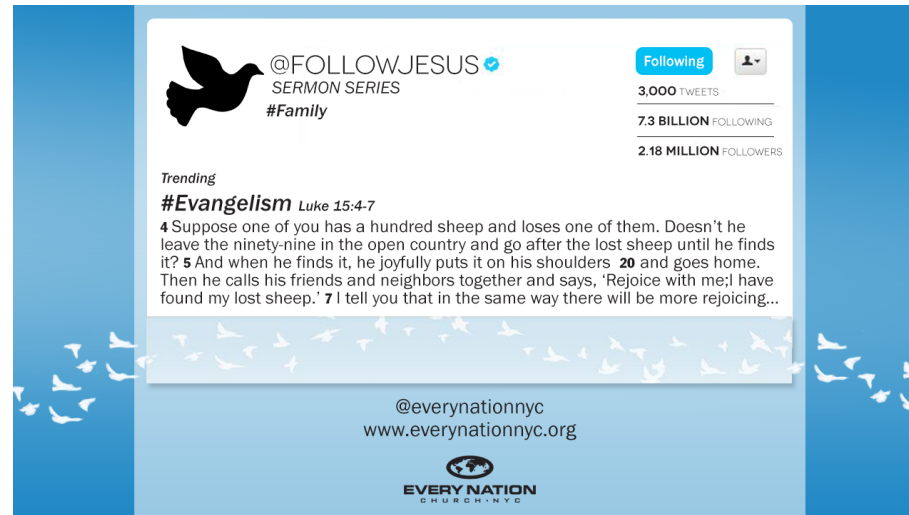 @FOLLOWJESUS
SERMON SERIES
#Family
Following
3,000 TWEETS
7.3 BILLION FOLLOWING
2.18 MILLION FOLLOWERS
Trending
#Evangelism Luke 15:4-7
4 Suppose one of you has a hundred sheep and loses one of them. Doesn't he
leave the ninety-nine in the open country and go after the lost sheep until he finds
it? 5 And when he finds it, he joyfully puts it on his shoulders 20 and goes home.
Then he calls his friends and neighbors together and says, ‘Rejoice with me;I have
found my lost sheep.’ 7 I tell you that in the same way there will be more rejoicing...
@everynationnyc
www.everynationnyc.org
EVERY NATION
CHURCH•NYC